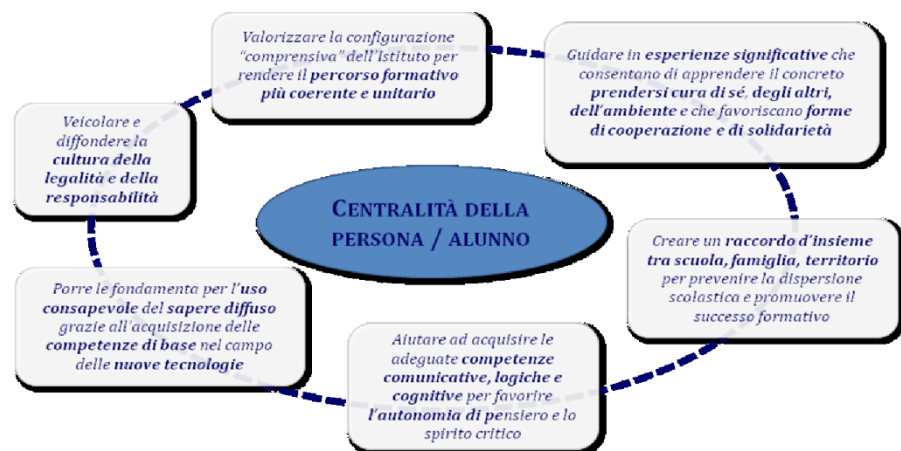 Valorizzare la configurazione
"comprensiva" dell'Istituto per
rendere il percorso formativo
più coerente e unitario
Guidare in esperienze significative che
consentano di apprendere il concreto
prendersi cura di sé, degli altri,
dell'ambiente e che favoriscano forme
di cooperazione e di solidarietà
Veicolare e
diffondere la
cultura della
legalità e della
responsabilità
CENTRALITÀ DELLA
PERSONA / ALUNNO
Creare un raccordo d'insieme
tra scuola, famiglia, territorio
per prevenire la dispersione
scolastica e promuovere il
successo formativo
Porre le fondamenta per l'uso
consapevole del sapere diffuso
grazie all'acquisizione delle
competenze di base nel campo
delle nuove tecnologie
Aiutare ad acquisire le
adeguate competenze
comunicative, logiche e
cognitive per favorire
l'autonomia di pensiero e lo
spirito critico